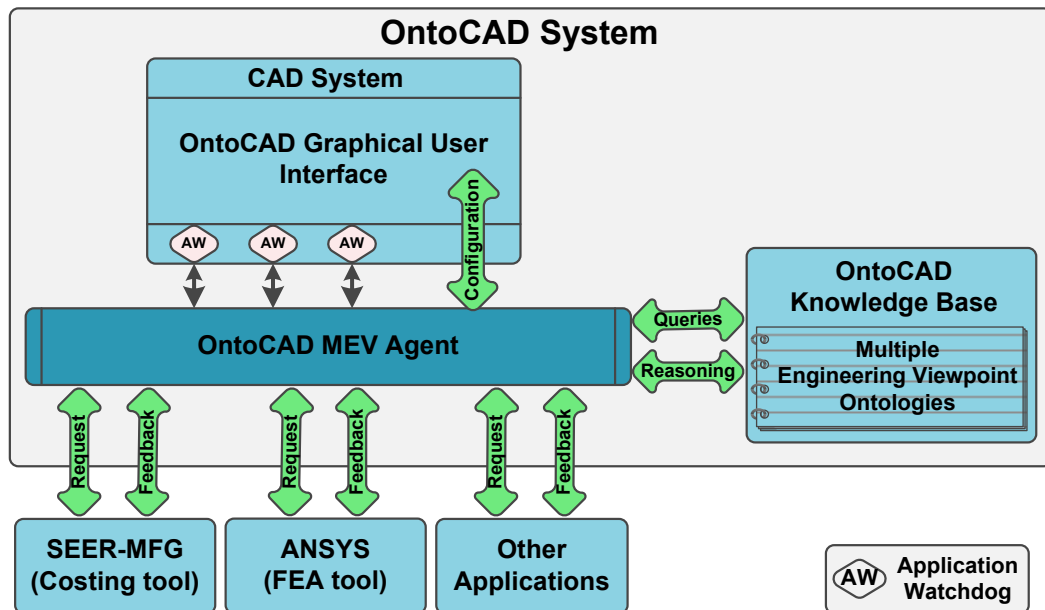 OntoCAD System
CAD System
OntoCAD Graphical User
Interface
Configuration
AW
AW
AW
OntoCAD MEV Agent
Queries
Reasoning
OntoCAD
Knowledge Base
Multiple
Engineering Viewpoint
Ontologies
Request
Feedback
Request
Feedback
Request
Feedback
SEER-MFG
(Costing tool)
ANSYS
(FEA tool)
Other
Applications
AW
Application
Watchdog